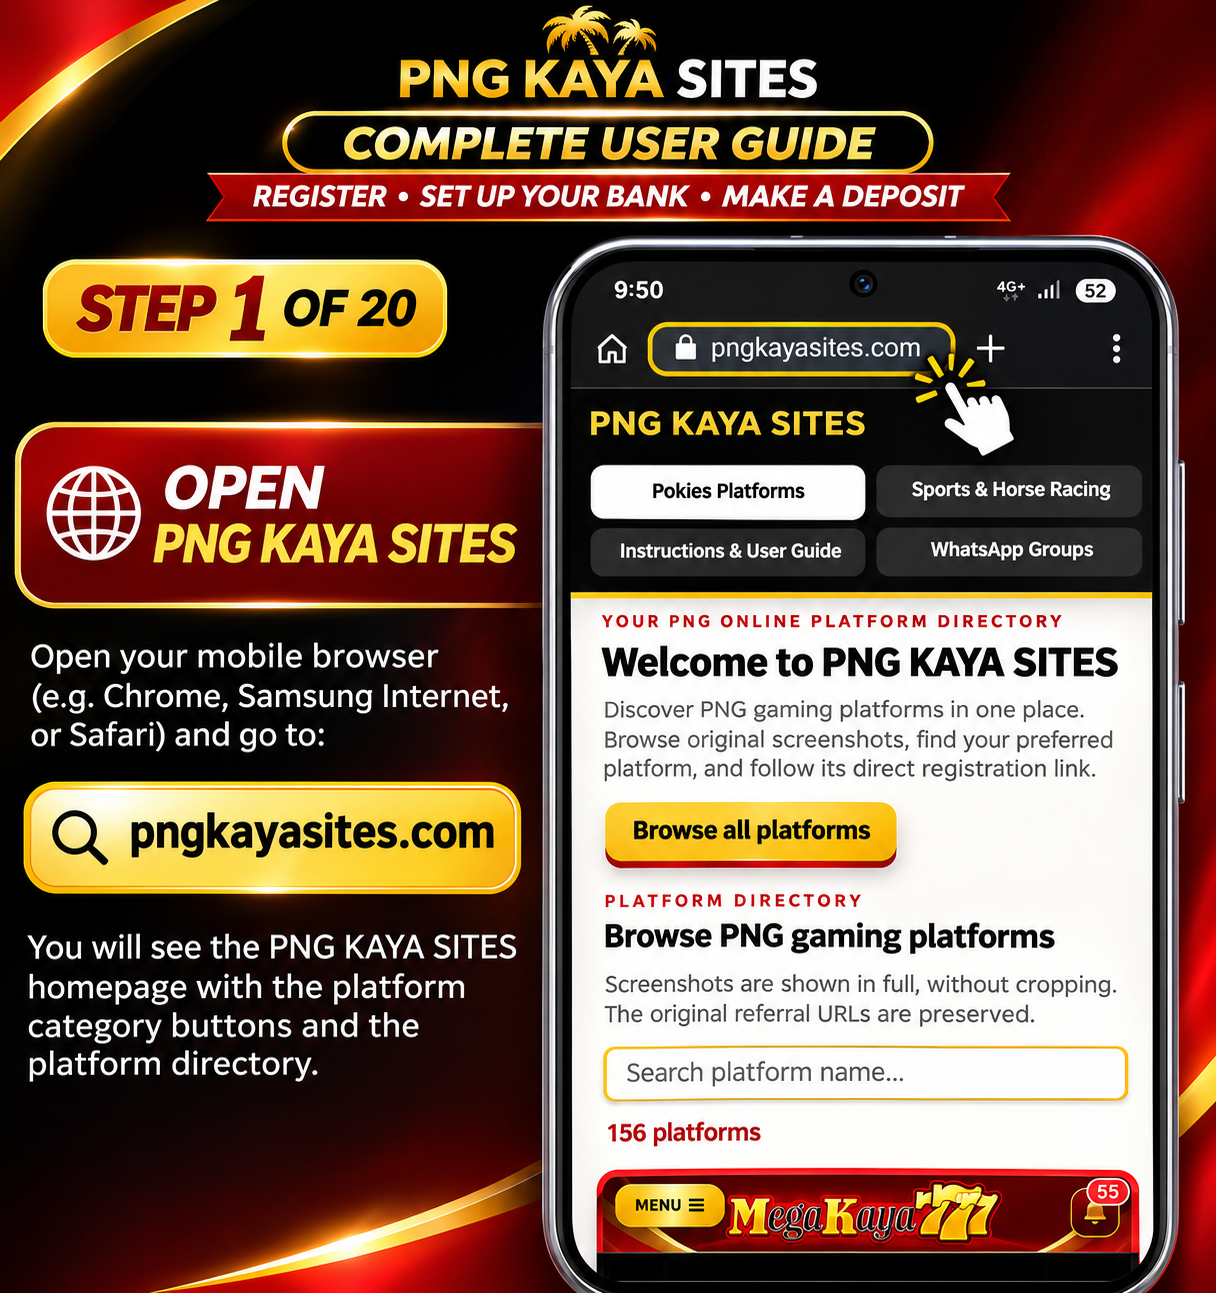 PNG KAYA SITES
COMPLETE USER GUIDE
REGISTER • SET UP YOUR BANK • MAKE A DEPOSIT
STEP 1 OF 20
OPEN
PNG KAYA SITES
Open your mobile browser
(e.g. Chrome, Samsung Internet,
or Safari) and go to:
pngkayasites.com
You will see the PNG KAYA SITES
homepage with the platform
category buttons and the
platform directory.
9:50
4G+
52
pngkayasites.com
PNG KAYA SITES
Pokies Platforms
Sports & Horse Racing
Instructions & User Guide
WhatsApp Groups
YOUR PNG ONLINE PLATFORM DIRECTORY
Welcome to PNG KAYA SITES
Discover PNG gaming platforms in one place.
Browse original screenshots, find your preferred
platform, and follow its direct registration link.
Browse all platforms
PLATFORM DIRECTORY
Browse PNG gaming platforms
Screenshots are shown in full, without cropping.
The original referral URLs are preserved.
Search platform name...
156 platforms
MENU
MegaKaya777
55